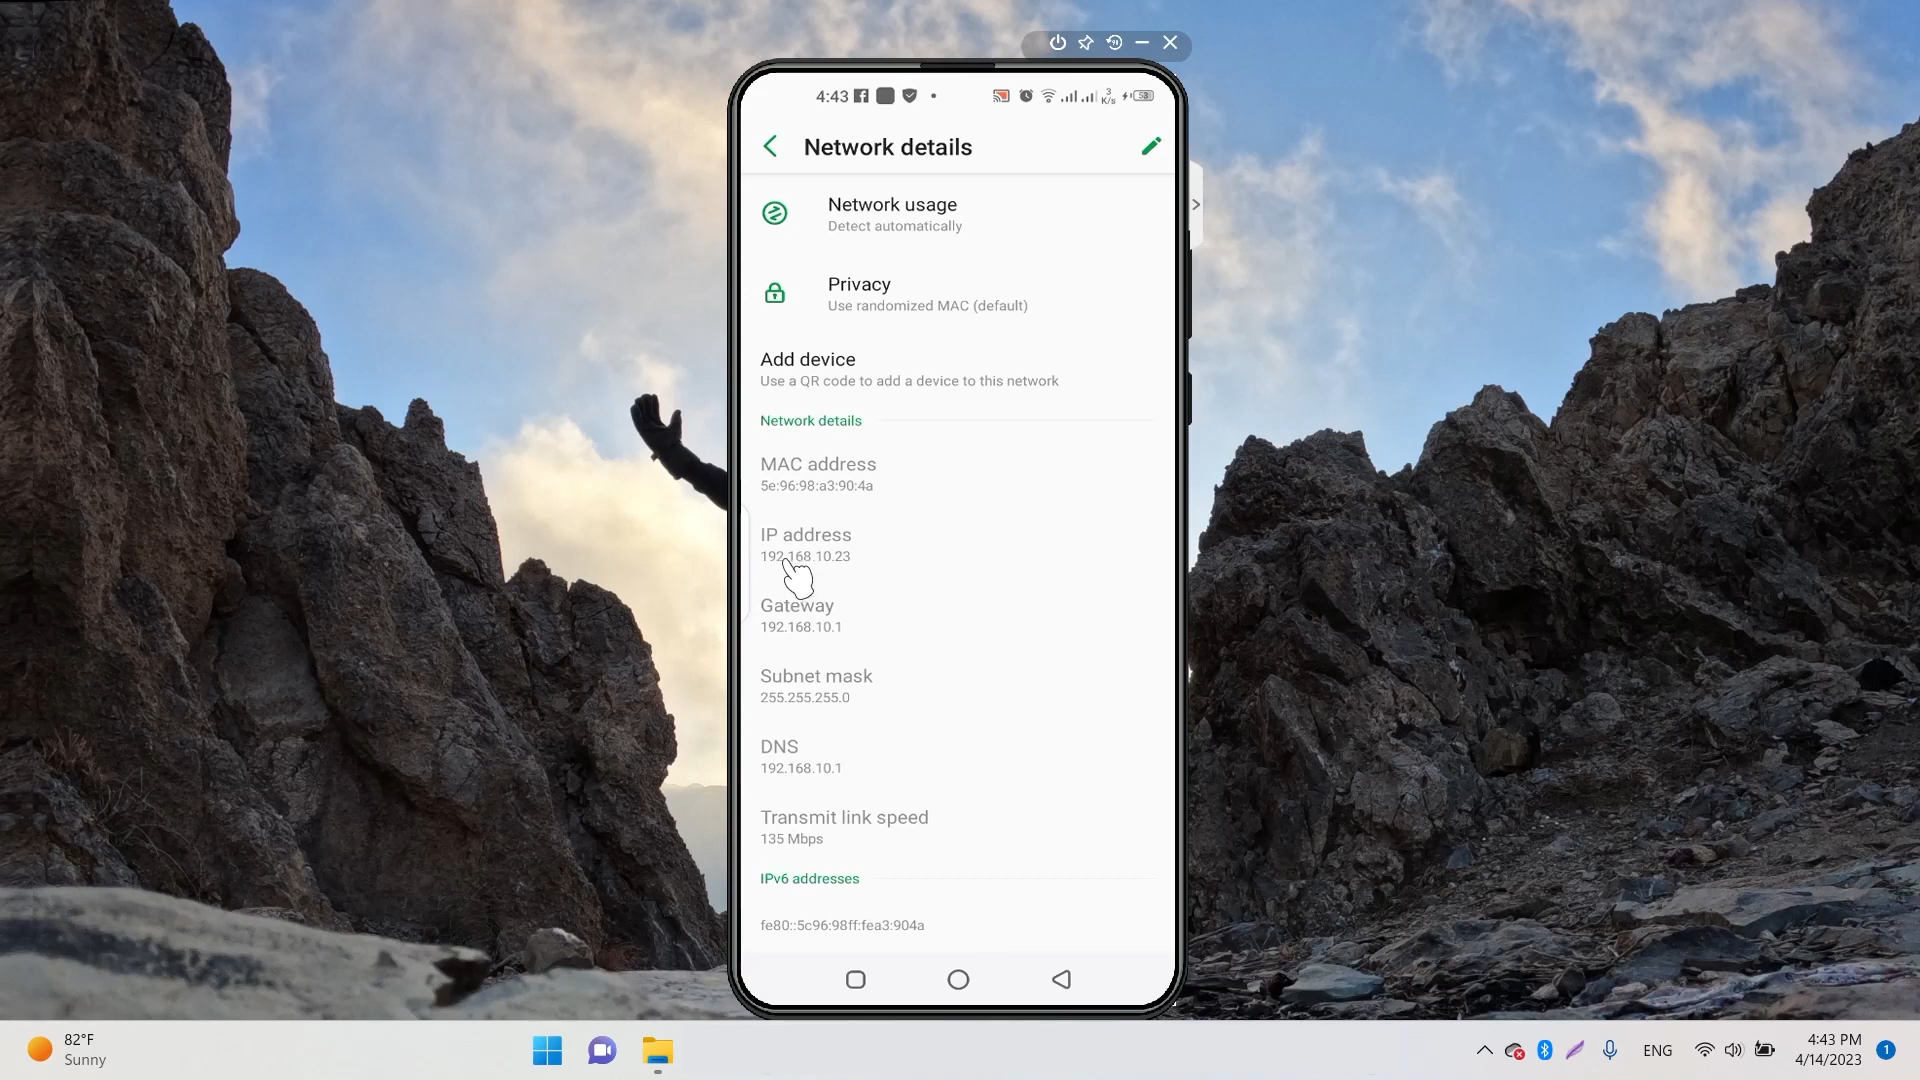 4:43
3
K/s
53
Network details
Network usage
Detect automatically
Privacy
Use randomized MAC (default)
Add device
Use a QR code to add a device to this network
Network details
MAC address
5e:96:98:a3:90:4a
IP address
192.168.10.23
Gateway
192.168.10.1
Subnet mask
255.255.255.0
DNS
192.168.10.1
Transmit link speed
135 Mbps
IPv6 addresses
fe80::5c96:98ff:fea3:904a
82°F
Sunny
ENG
4:43 PM
4/14/2023
1